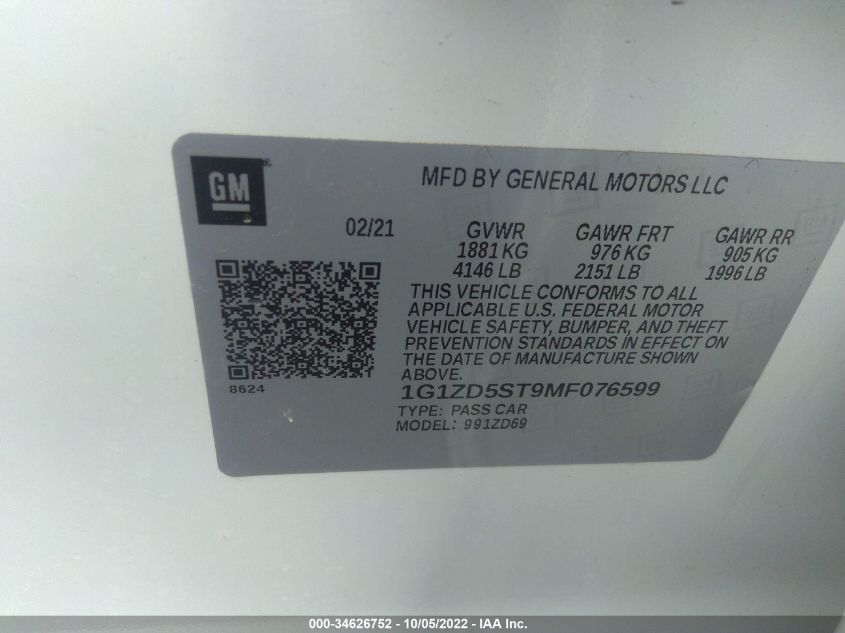 GM
MFD BY GENERAL MOTORS LLC
02/21
GVWR
1881 KG
4146 LB
GAWR FRT
976 KG
2151 LB
GAWR RR
905 KG
1996 LB
THIS VEHICLE CONFORMS TO ALL
APPLICABLE U.S. FEDERAL MOTOR
VEHICLE SAFETY, BUMPER, AND THEFT
PREVENTION STANDARDS IN EFFECT ON
THE DATE OF MANUFACTURE SHOWN
ABOVE.
8624
1G1ZD5ST9MF076599
TYPE: PASS CAR
MODEL: 991ZD69
000-34626752 - 10/05/2022 - IAA Inc.